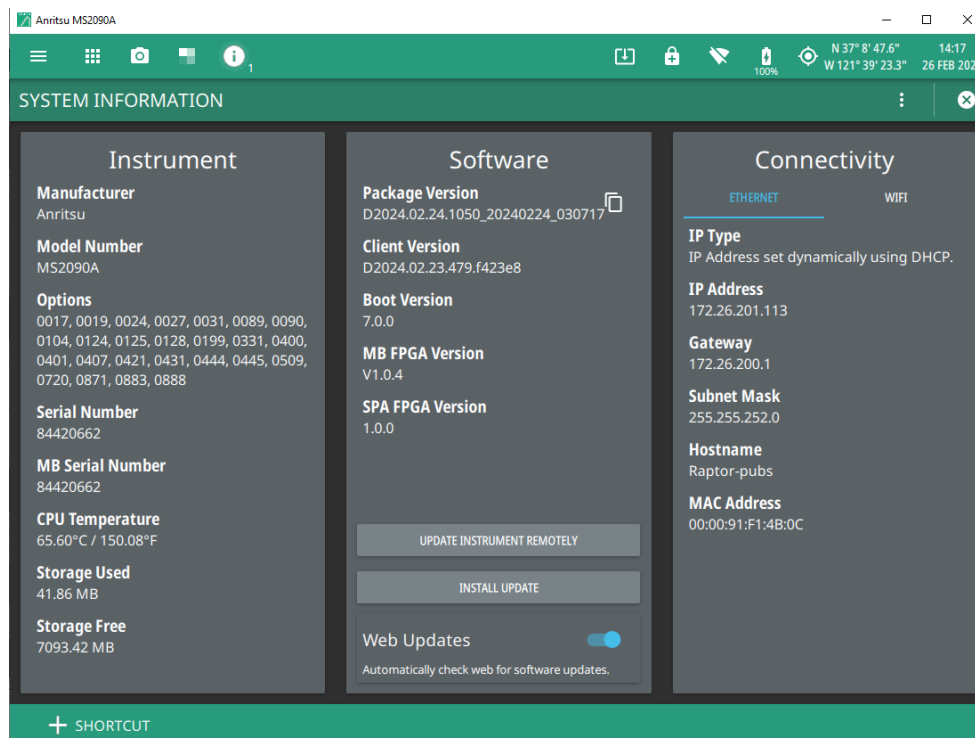 Anritsu MS2090A
1
100%
N 37° 8' 47.6"
W 121° 39' 23.3"
14:17
26 FEB 202
SYSTEM INFORMATION
Instrument
Manufacturer
Anritsu
Model Number
MS2090A
Options
0017, 0019, 0024, 0027, 0031, 0089, 0090,
0104, 0124, 0125, 0128, 0199, 0331, 0400,
0401, 0407, 0421, 0431, 0444, 0445, 0509,
0720, 0871, 0883, 0888
Serial Number
84420662
MB Serial Number
84420662
CPU Temperature
65.60°C / 150.08°F
Storage Used
41.86 MB
Storage Free
7093.42 MB
Software
Package Version
D2024.02.24.1050_20240224_030717
Client Version
D2024.02.23.479.f423e8
Boot Version
7.0.0
MB FPGA Version
V1.0.4
SPA FPGA Version
1.0.0
UPDATE INSTRUMENT REMOTELY
INSTALL UPDATE
Web Updates
Automatically check web for software updates.
Connectivity
ETHERNET WIFI
IP Type
IP Address set dynamically using DHCP.
IP Address
172.26.201.113
Gateway
172.26.200.1
Subnet Mask
255.255.252.0
Hostname
Raptor-pubs
MAC Address
00:00:91:F1:4B:0C
SHORTCUT